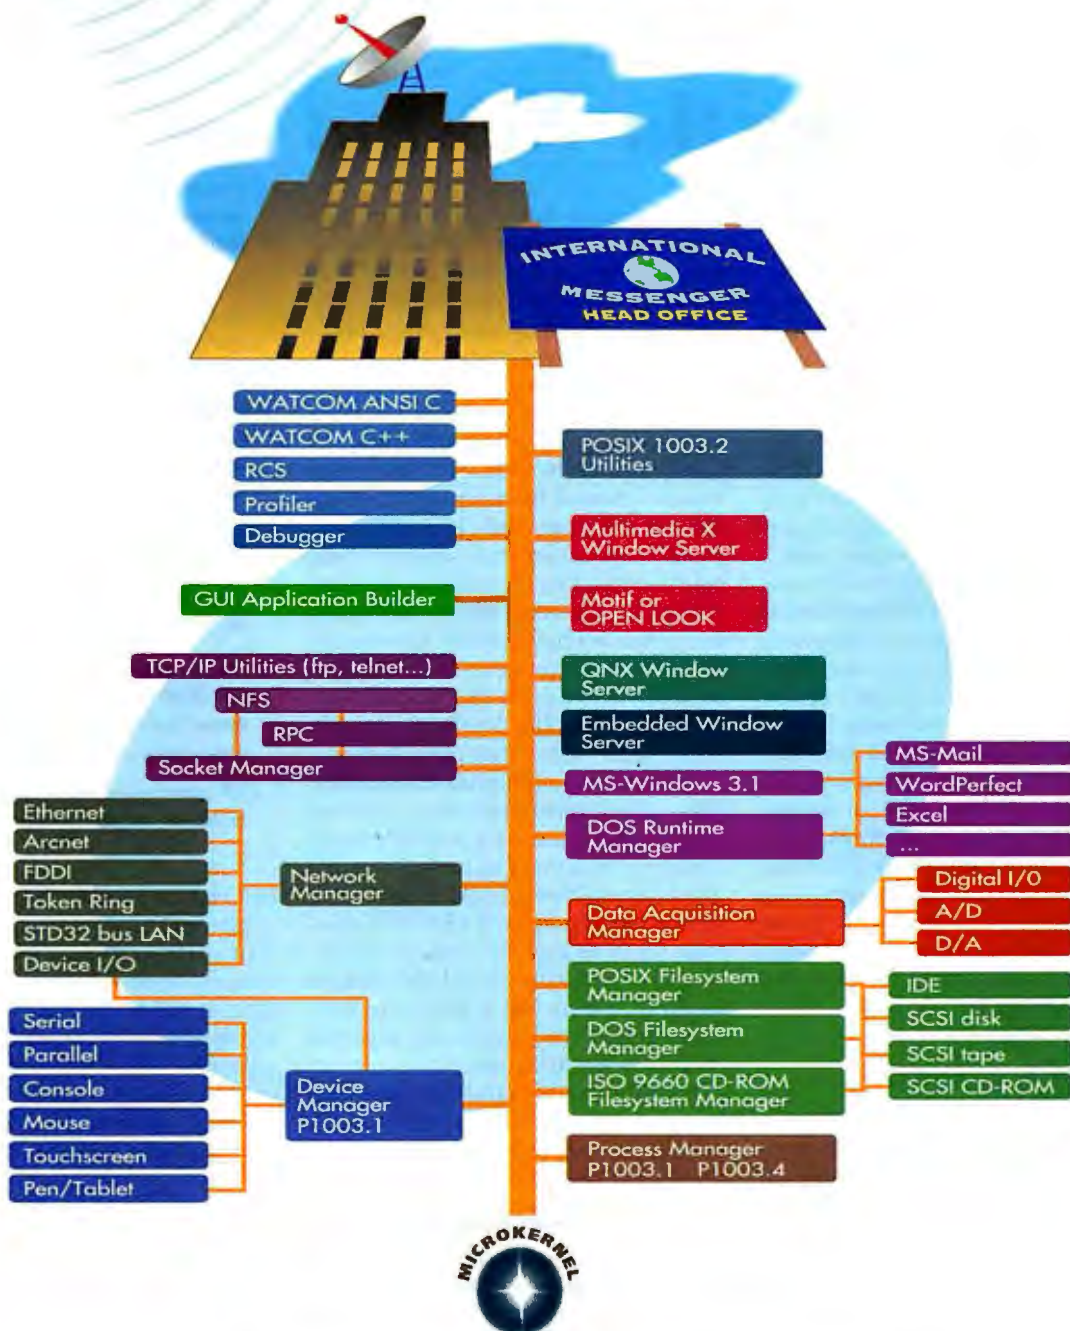 INTERNATIONAL
MESSENGER
HEAD OFFICE
WATCOM ANSI C
WATCOM C++
RCS
Profiler
Debugger
GUI Application Builder
TCP/IP Utilities (ftp, telnet...)
NFS
RPC
Socket Manager
Ethernet
Arcnet
FDDI
Token Ring
STD32 bus LAN
Device I/O
Network
Manager
Serial
Parallel
Console
Mouse
Touchscreen
Pen/Tablet
Device
Manager
P1003.1
POSIX 1003.2
Utilities
Multimedia X
Window Server
Motif or
OPEN LOOK
QNX Window
Server
Embedded Window
Server
MS-Windows 3.1
DOS Runtime
Manager
MS-Mail
WordPerfect
Excel
...
Data Acquisition
Manager
Digital I/O
A/D
D/A
POSIX Filesystem
Manager
DOS Filesystem
Manager
ISO 9660 CD-ROM
Filesystem Manager
IDE
SCSI disk
SCSI tape
SCSI CD-ROM
Process Manager
P1003.1 P1003.4
MICROKERNEL